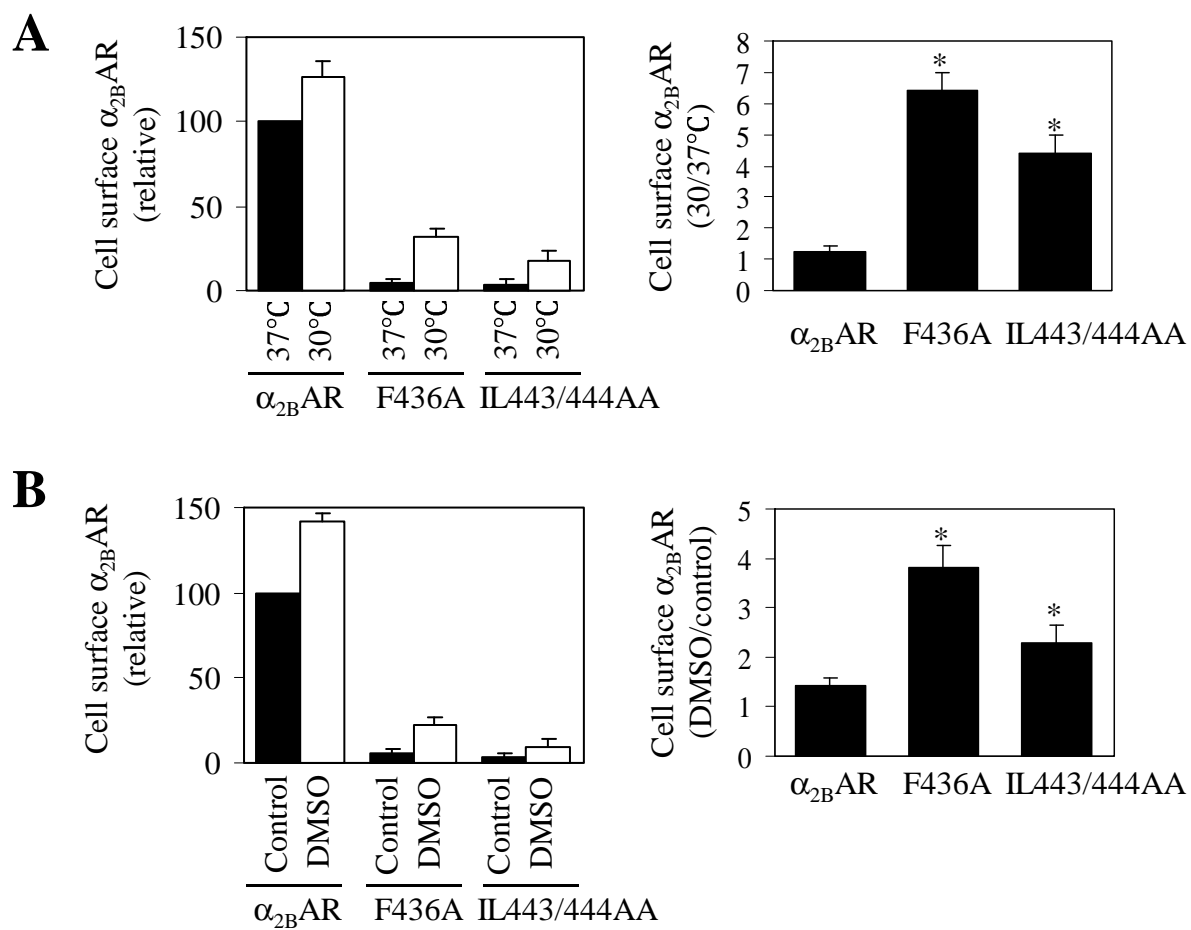 A
Cell surface α2BAR
(relative)
150
100
50
0
37°C
30°C
37°C
30°C
37°C
30°C
α2BAR
F436A
IL443/444AA
Cell surface α2BAR
(30/37°C)
8
7
6
5
4
3
2
1
0
*
*
α2BAR
F436A
IL443/444AA
B
Cell surface α2BAR
(relative)
150
100
50
0
Control
DMSO
Control
DMSO
Control
DMSO
α2BAR
F436A
IL443/444AA
Cell surface α2BAR
(DMSO/control)
5
4
3
2
1
0
*
*
α2BAR
F436A
IL443/444AA